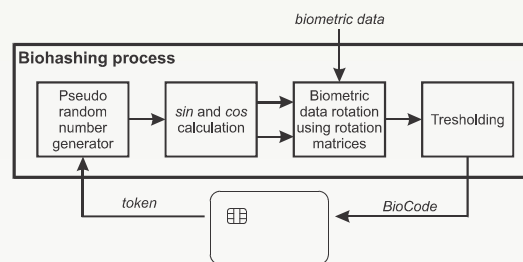 biometric data
Biohashing process
Pseudo
random
number
generator
sin and cos
calculation
Biometric
data rotation
using rotation
matrices
Tresholding
token
BioCode